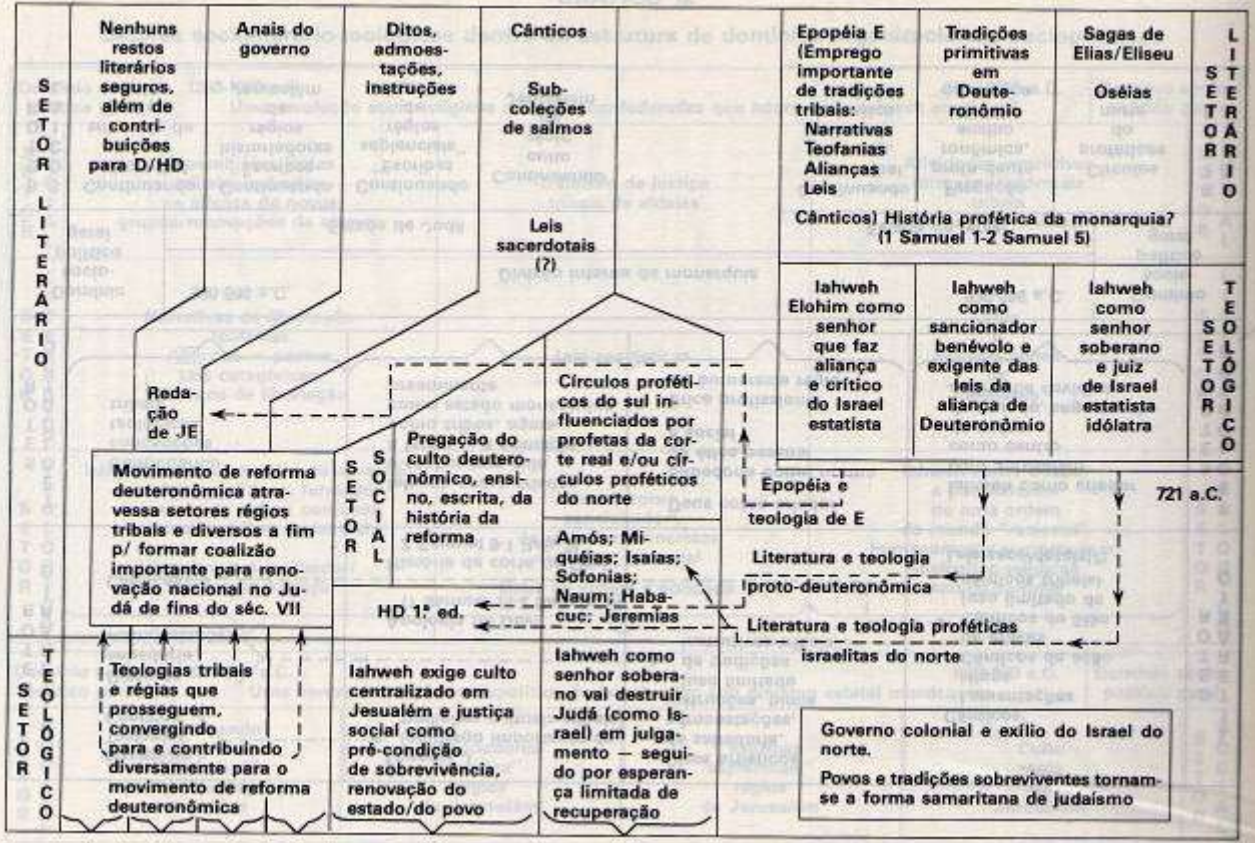 SETOR LITERÁRIO
Nenhuns
restos
literários
seguros,
além de
contri-
buições
para D/HD
Anais do
governo
Ditos,
admoes-
tações,
instruções
Cânticos
Sub-
coleções
de salmos
Leis
sacerdotais
(?)
Epopéia E
(Emprego
importante
de tradições
tribais:
Narrativas
Teofanias
Alianças
Leis
Cânticos) História profética da monarquia?
(1 Samuel 1-2 Samuel 5)
Tradições
primitivas
em
Deute-
ronômio
Sagas de
Elias/Eliseu
Oséias
SETOR LITERÁRIO
Iahweh
Elohim como
senhor
que faz
aliança
e crítico
do Israel
estatista
Iahweh
como
sancionador
benévolo e
exigente das
leis da
aliança de
Deuteronômio
Iahweh
como
senhor
soberano
e juiz
de Israel
estatista
idólatra
SETOR TEOLÓGICO
Reda-
ção
de JE
Movimento de reforma
deuteronômica atra-
vessa setores régios
tribais e diversos a fim
p/ formar coalizão
importante para reno-
vação nacional no Ju-
dá de fins do séc. VII
SETOR SOCIAL
Pregação do
culto deutero-
nômico, ensi-
no, escrita, da
história da
reforma
HD 1.ª ed.
Círculos proféti-
cos do sul in-
fluenciados por
profetas da cor-
te real e/ou cír-
culos proféticos
do norte
Amós; Mi-
quéias; Isaías;
Sofonias;
Naum; Haba-
cuc; Jeremias
Epopéia e
teologia de E
721 a.C.
Literatura e teologia
proto-deuteronômica
Literatura e teologia proféticas
israelitas do norte
SETOR TEOLÓGICO
Teologias tribais
e régias que
prosseguem,
convergindo
para e contribuindo
diversamente para o
movimento de reforma
deuteronômica
Iahweh exige culto
centralizado em
Jesualém e justiça
social como
pré-condição
de sobrevivência,
renovação do
estado/do povo
Iahweh como
senhor sobera-
no vai destruir
Judá (como Is-
rael) em julga-
mento — segui-
do por esperan-
ça limitada de
recuperação
Governo colonial e exílio do Israel do
norte.
Povos e tradições sobreviventes tornam-
se a forma samaritana de judaísmo